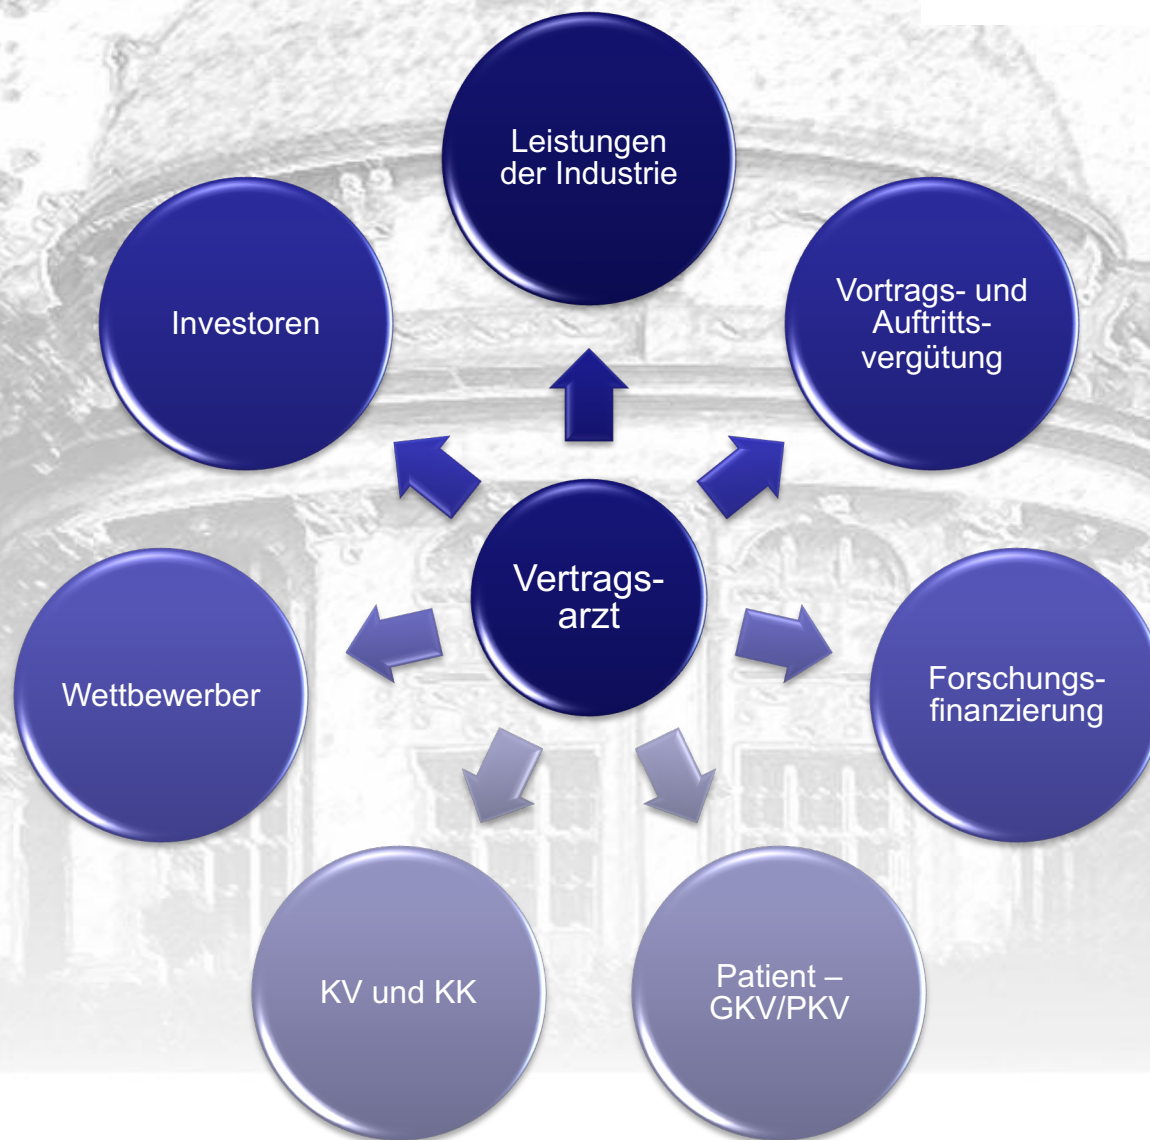 Leistungen
der Industrie
Investoren
Vortrags- und
Auftritts-
vergütung
Vertrags-
arzt
Wettbewerber
Forschungs-
finanzierung
KV und KK
Patient –
GKV/PKV